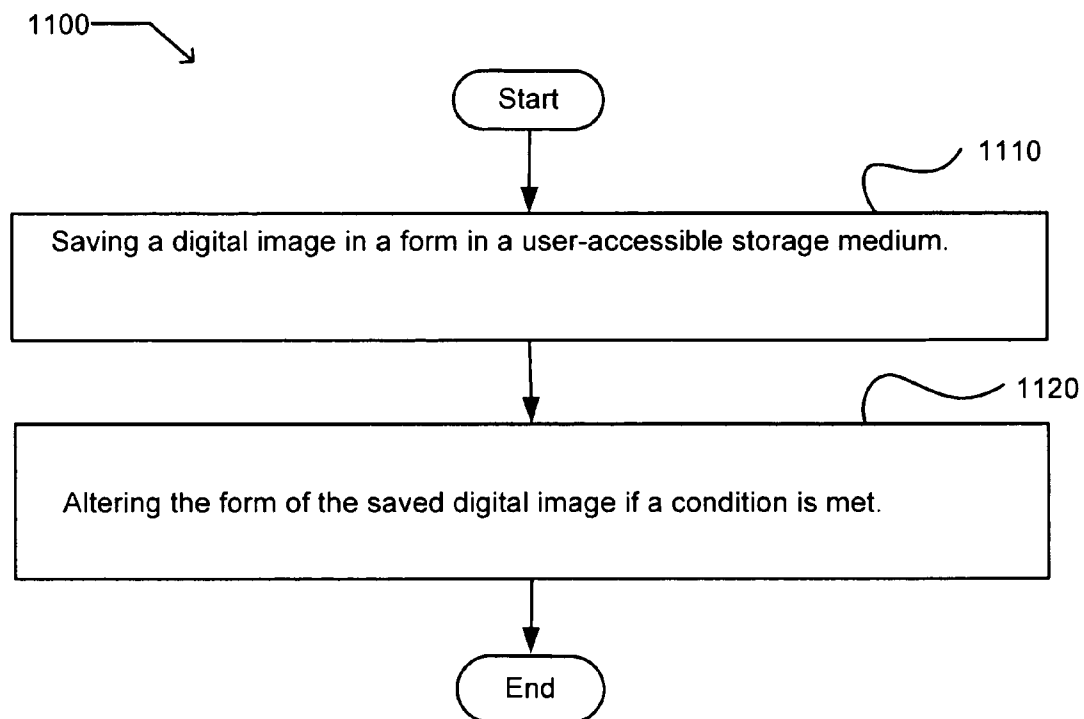 1100
Start
1110
Saving a digital image in a form in a user-accessible storage medium.
1120
Altering the form of the saved digital image if a condition is met.
End